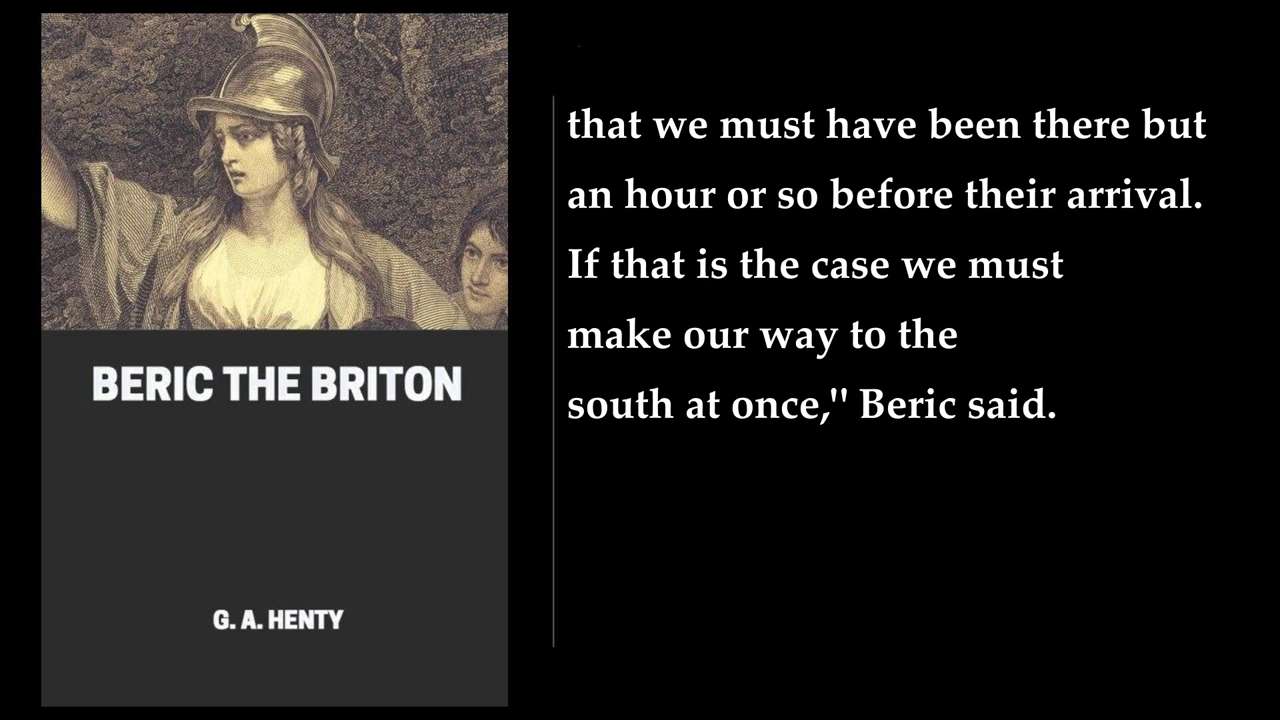 BERIC THE BRITON
G. A. HENTY
that we must have been there but
an hour or so before their arrival.
If that is the case we must
make our way to the
south at once," Beric said.